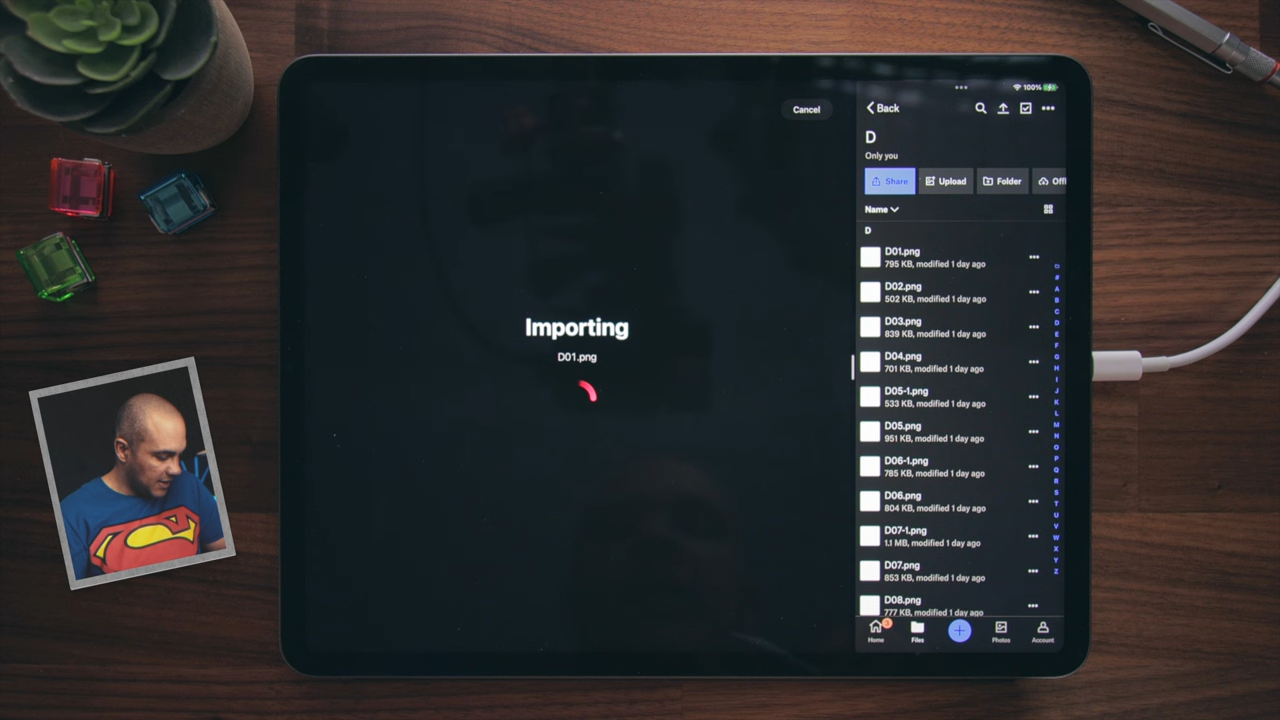 100%
Cancel
Back
D
Only you
Share
Upload
Folder
Name
D
D01.png
795 KB, modified 1 day ago
D02.png
502 KB, modified 1 day ago
D03.png
839 KB, modified 1 day ago
D04.png
701 KB, modified 1 day ago
D05-1.png
533 KB, modified 1 day ago
D05.png
951 KB, modified 1 day ago
D06-1.png
785 KB, modified 1 day ago
D06.png
804 KB, modified 1 day ago
D07-1.png
1.1 MB, modified 1 day ago
D07.png
853 KB, modified 1 day ago
D08.png
777 KB, modified 1 day ago
Importing
D01.png
D
#
A
B
C
D
E
F
G
H
I
J
K
L
M
N
O
P
Q
R
S
T
U
V
W
X
Y
Z
3
Home
Files
Photos
Account